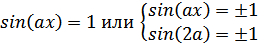 sin(ax) = 1 или { sin(ax) = ±1
sin(2a) = ±1